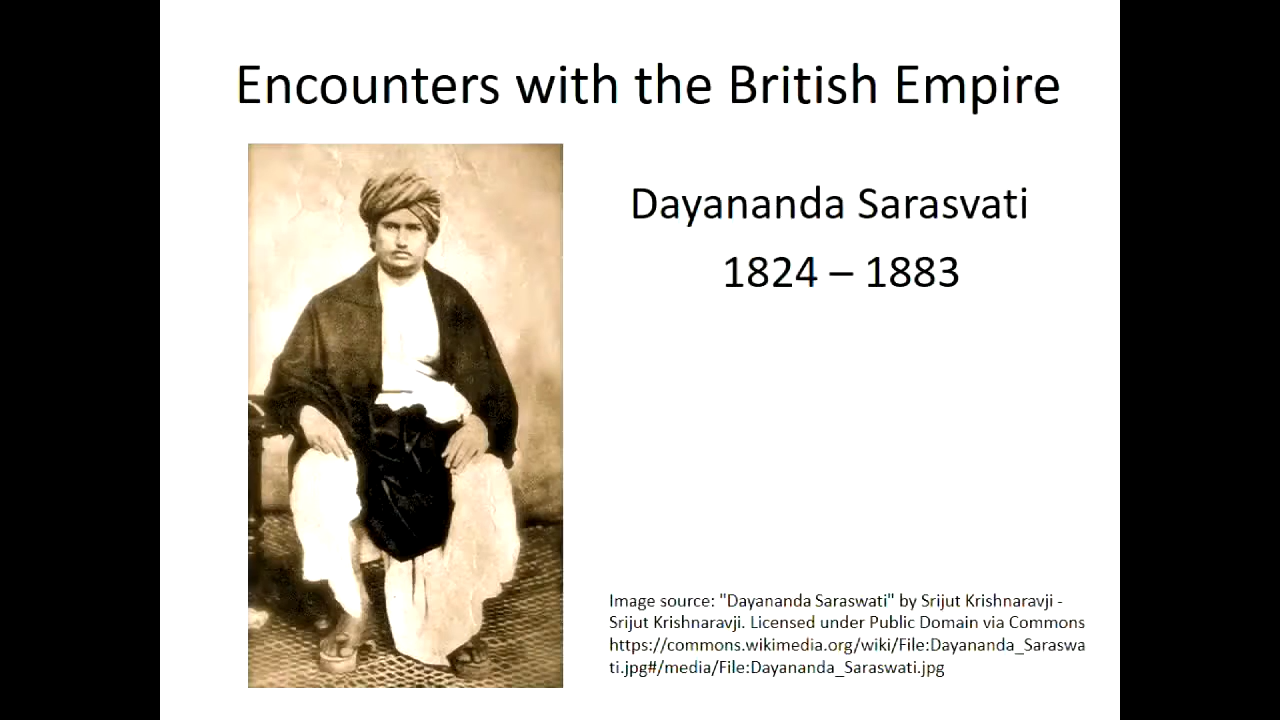 Encounters with the British Empire
Dayananda Sarasvati
1824 – 1883
Image source: "Dayananda Saraswati" by Srijut Krishnaravji -
Srijut Krishnaravji. Licensed under Public Domain via Commons
https://commons.wikimedia.org/wiki/File:Dayananda_Saraswa
ti.jpg#/media/File:Dayananda_Saraswati.jpg